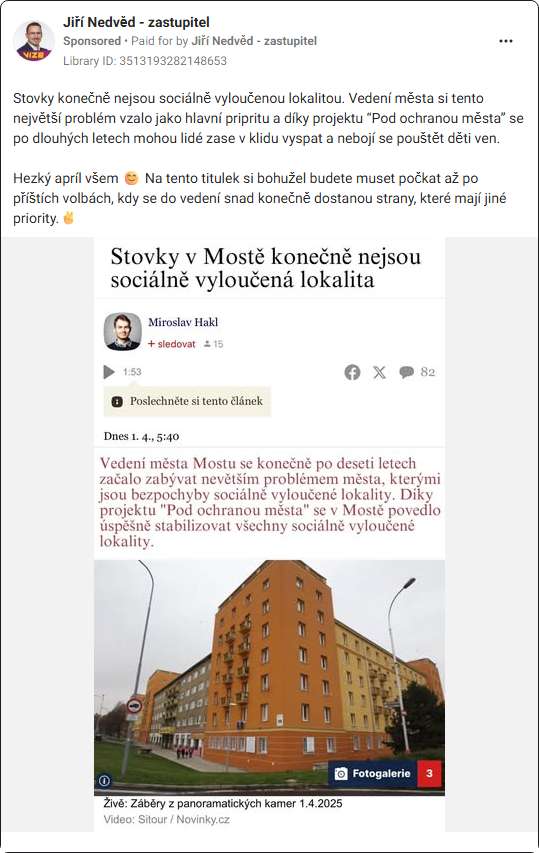 Jiří Nedvěd - zastupitel
Sponsored • Paid for by Jiří Nedvěd - zastupitel
Library ID: 3513193282148653
VIZE
Stovky konečně nejsou sociálně vyloučenou lokalitou. Vedení města si tento
největší problém vzalo jako hlavní pripritu a díky projektu “Pod ochranou města” se
po dlouhých letech mohou lidé zase v klidu vyspat a nebojí se pouštět děti ven.
Hezký apríl všem 😊 Na tento titulek si bohužel budete muset počkat až po
příštích volbách, kdy se do vedení snad konečně dostanou strany, které mají jiné
priority.✌️
Stovky v Mostě konečně nejsou
sociálně vyloučená lokalita
Miroslav Hakl
+ sledovat 15
1:53
82
Poslechněte si tento článek
Dnes 1. 4., 5:40
Vedení města Mostu se konečně po deseti letech
začalo zabývat nevětším problémem města, kterými
jsou bezpochyby sociálně vyloučené lokality. Díky
projektu "Pod ochranou města" se v Mostě povedlo
úspěšně stabilizovat všechny sociálně vyloučené
lokality.
Fotogalerie 3
Živě: Záběry z panoramatických kamer 1.4.2025
Video: Sitour / Novinky.cz